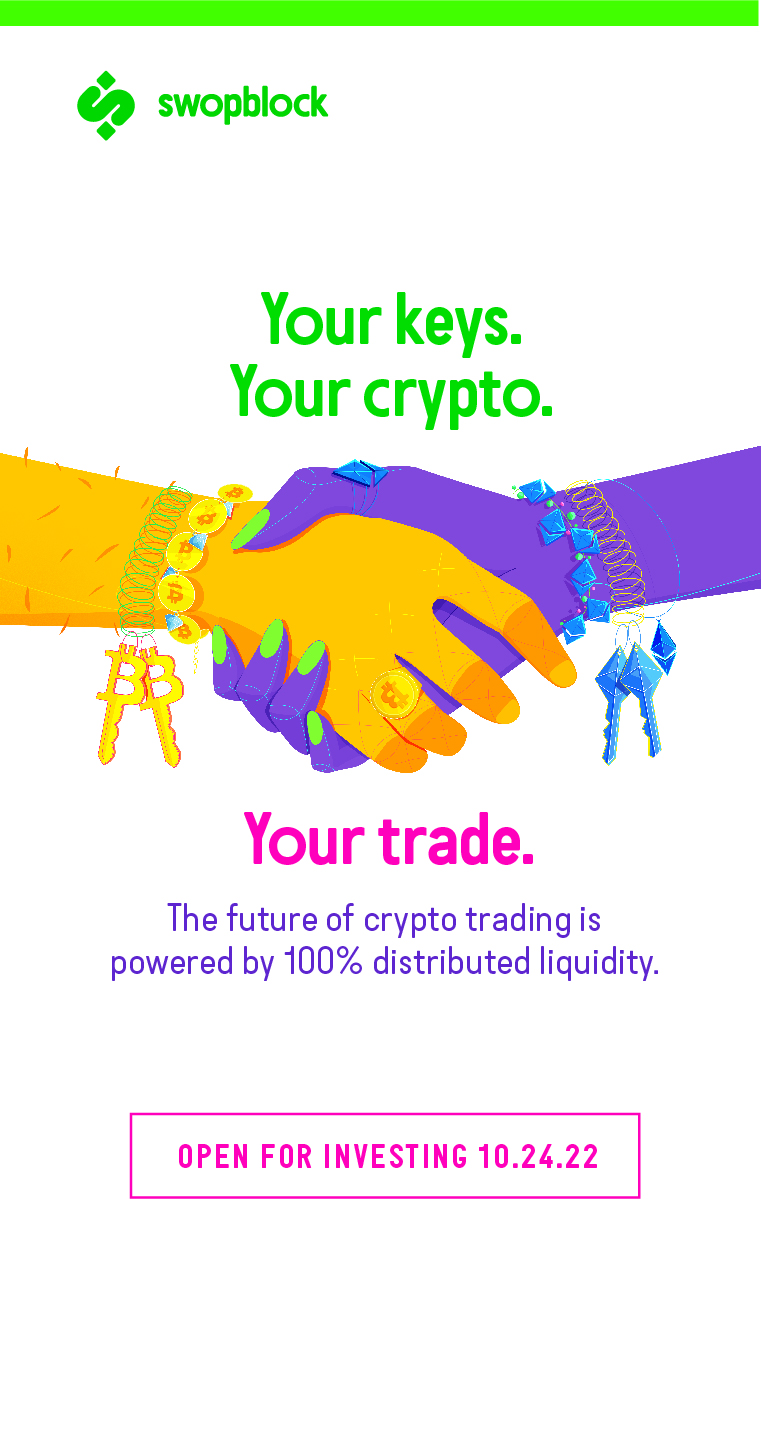 swopblock
Your keys.
Your crypto.
Your trade.
The future of crypto trading is
powered by 100% distributed liquidity.
OPEN FOR INVESTING 10.24.22